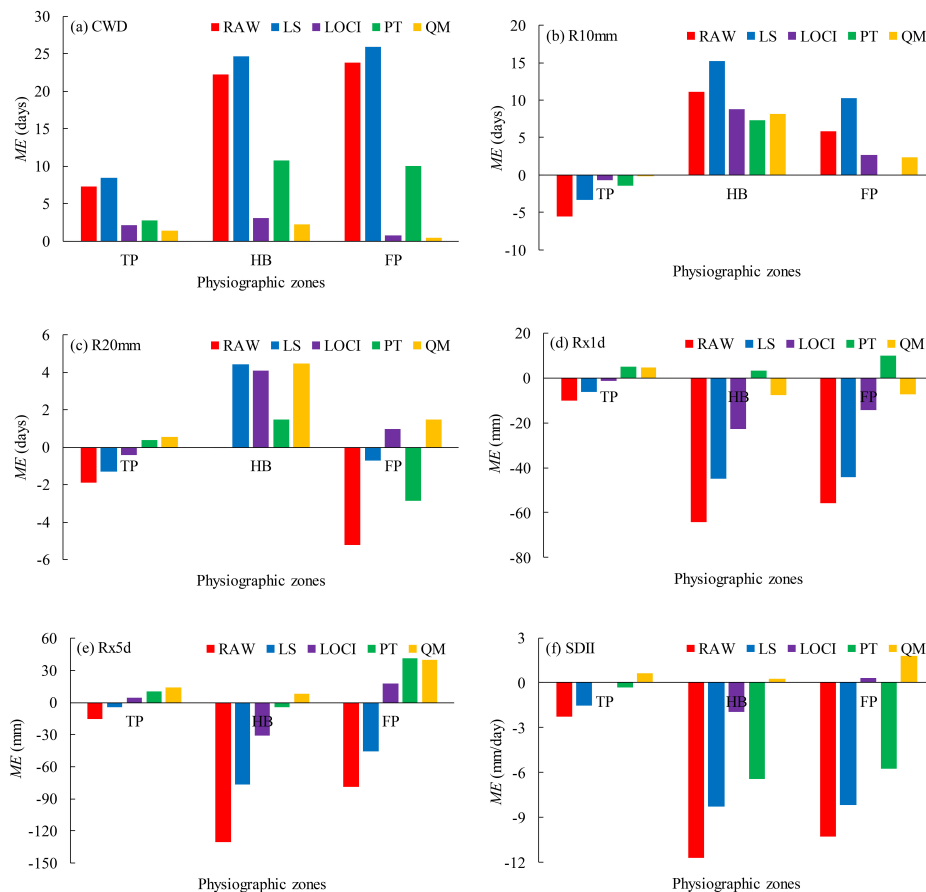 (a) CWD
RAW LS LOCI PT QM
30
25
20
15
10
5
0
ME (days)
TP HB FP
Physiographic zones
(b) R10mm
RAW LS LOCI PT QM
20
15
10
5
0
-5
-10
ME (days)
TP HB FP
Physiographic zones
(c) R20mm
RAW LS LOCI PT QM
6
4
2
0
-2
-4
-6
ME (days)
TP HB FP
Physiographic zones
(d) Rx1d
RAW LS LOCI PT QM
20
0
-20
-40
-60
-80
ME (mm)
TP HB FP
Physiographic zones
(e) Rx5d
RAW LS LOCI PT QM
60
30
0
-30
-60
-90
-120
-150
ME (mm)
TP HB FP
Physiographic zones
(f) SDII
RAW LS LOCI PT QM
3
0
-3
-6
-9
-12
ME (mm/day)
TP HB FP
Physiographic zones